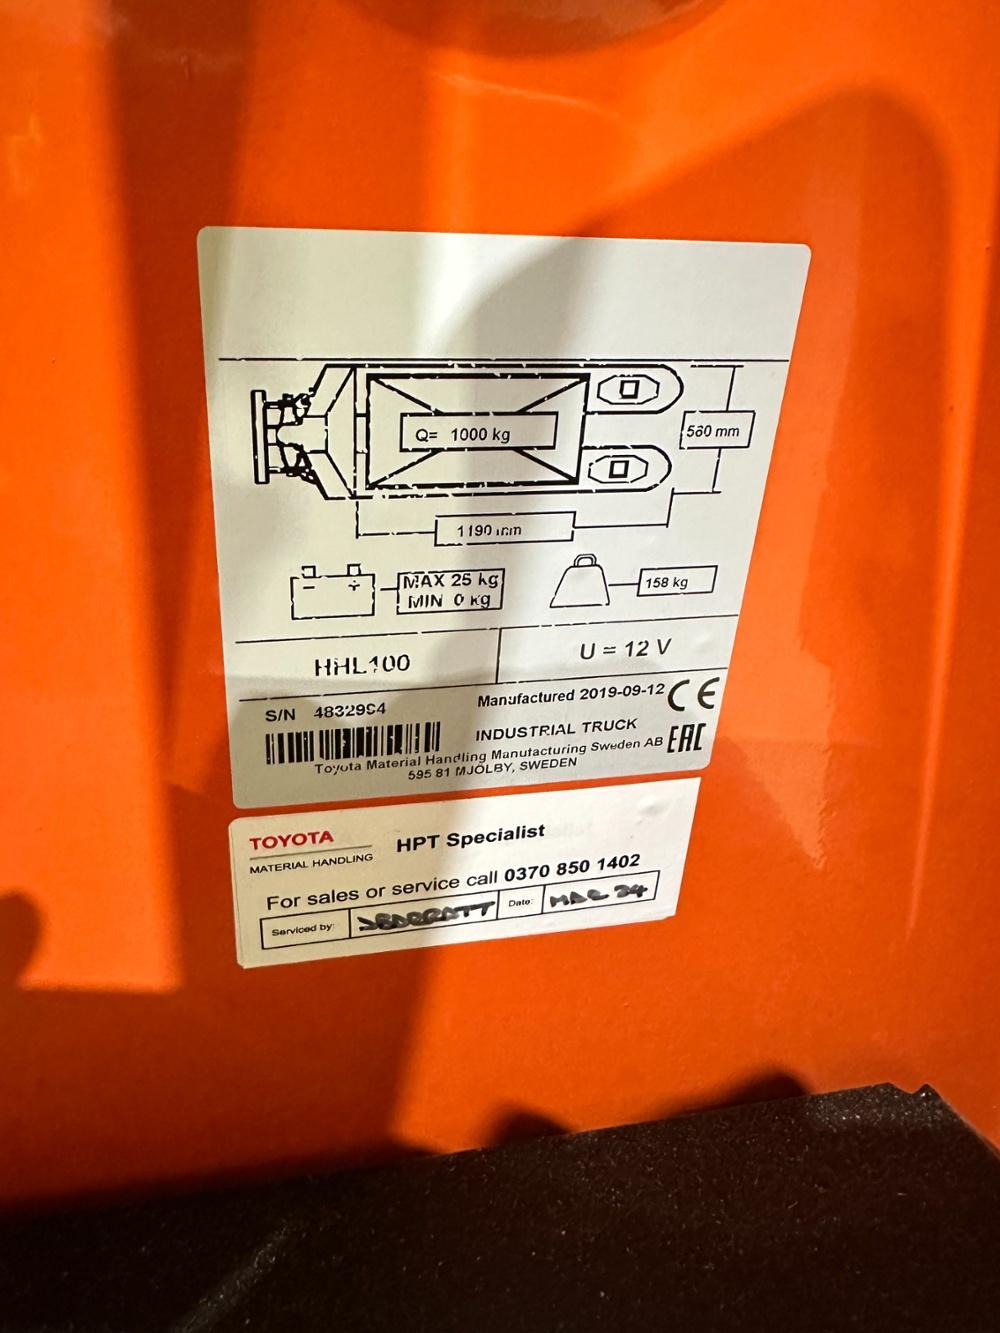 Q= 1000 kg
560 mm
1190 mm
MAX 25 kg
MIN 0 kg
158 kg
HHL100
U = 12 V
S/N 4832994
Manufactured 2019-09-12 CE
INDUSTRIAL TRUCK
EAC
Toyota Material Handling Manufacturing Sweden AB
595 81 MJÖLBY, SWEDEN
TOYOTA
MATERIAL HANDLING
HPT Specialist
For sales or service call 0370 850 1402
Serviced by:
Date: